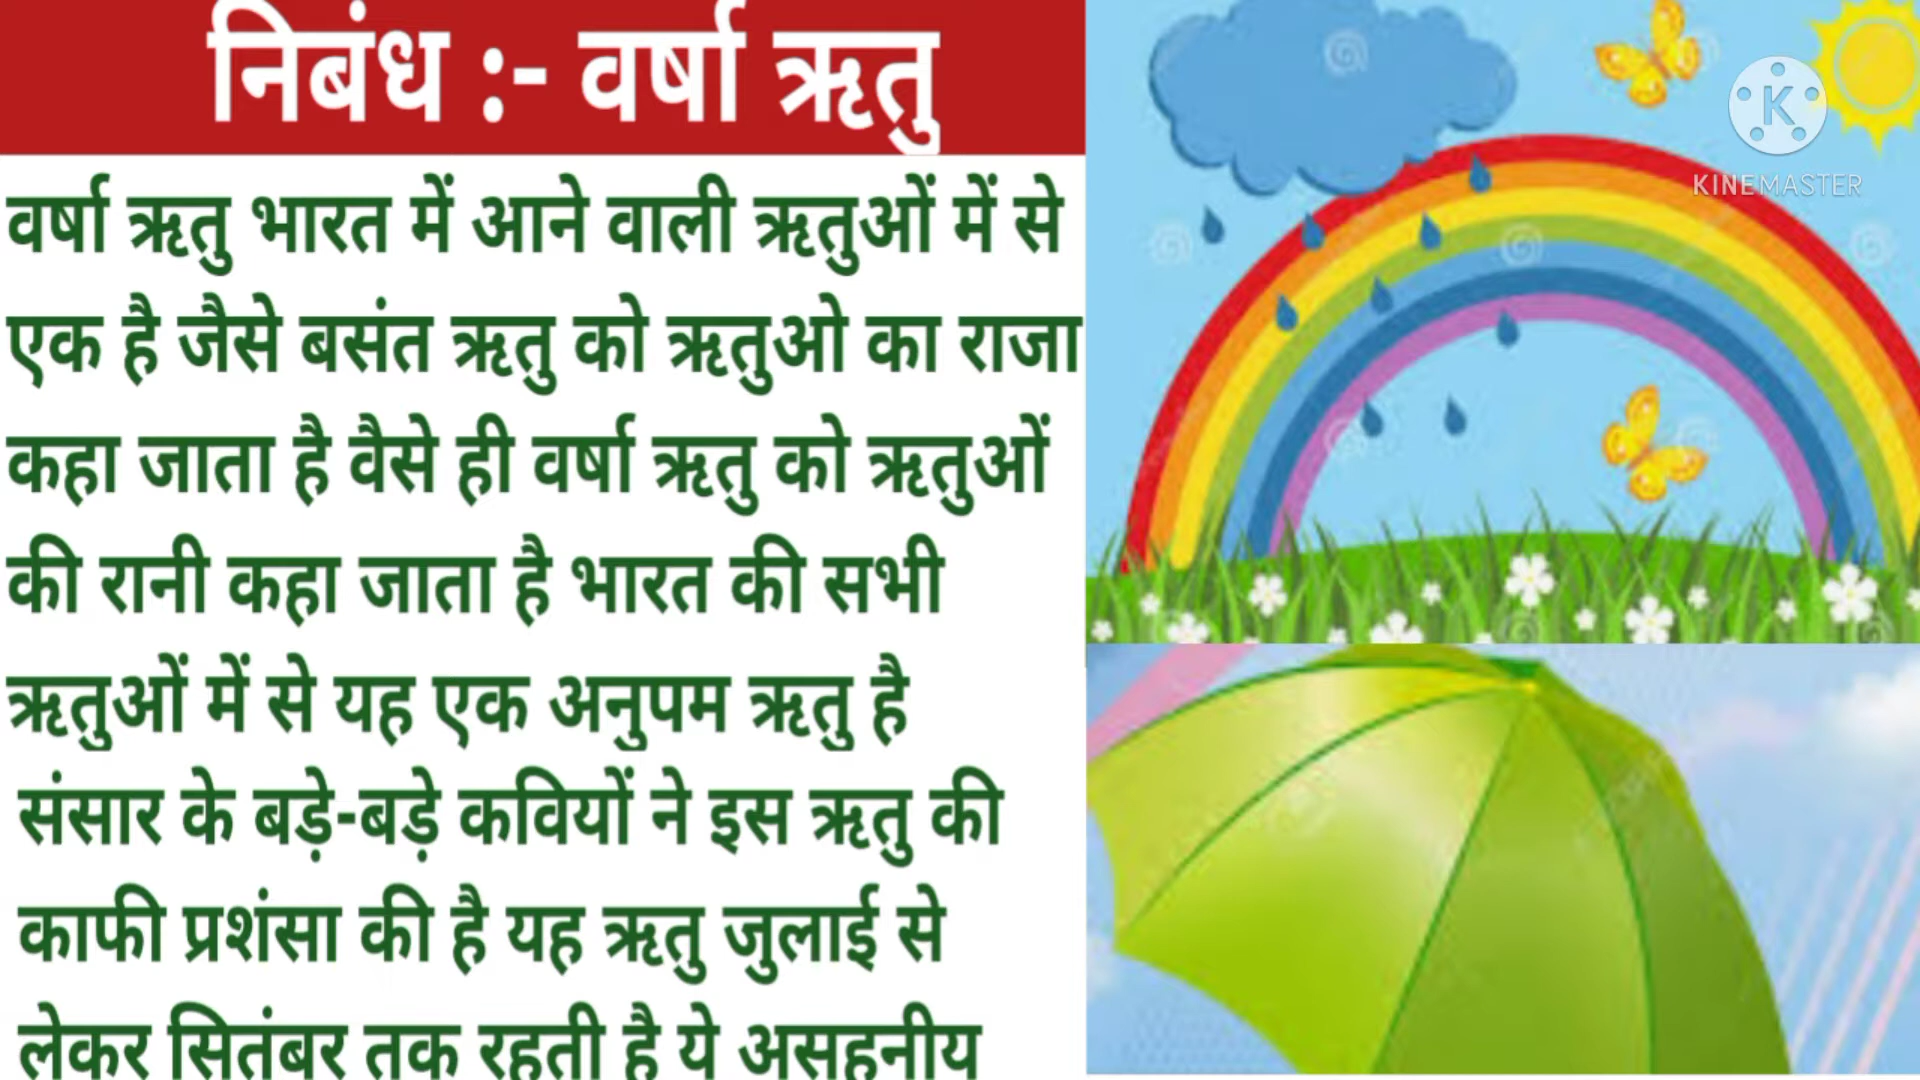 निबंध :- वर्षा ऋतु
वर्षा ऋतु भारत में आने वाली ऋतुओं में से
एक है जैसे बसंत ऋतु को ऋतुओ का राजा
कहा जाता है वैसे ही वर्षा ऋतु को ऋतुओं
की रानी कहा जाता है भारत की सभी
ऋतुओं में से यह एक अनुपम ऋतु है
संसार के बड़े-बड़े कवियों ने इस ऋतु की
काफी प्रशंसा की है यह ऋतु जुलाई से
लेकर सितंबर तक रहती है ये असहनीय
K
KINEMASTER